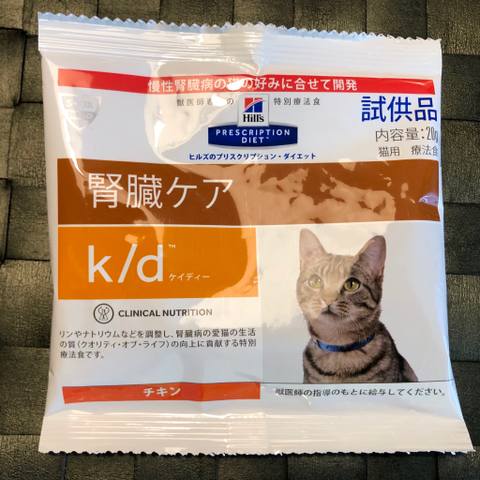 慢性腎臓病の猫の好みに合せて開発
獣医師 の 特別療法食
試供品
Hill's
PRESCRIPTION
DIET™
内容量:20g
猫用 療法食
ヒルズのプリスクリプション・ダイエット
腎臓ケア
k/d™
ケイディー
CLINICAL NUTRITION
リンやナトリウムなどを調整し、腎臓病の愛猫の生活
の質(クオリティ・オブ・ライフ)の向上に貢献する特別
療法食です。
チキン
獣医師の指導のもとに給与してください。